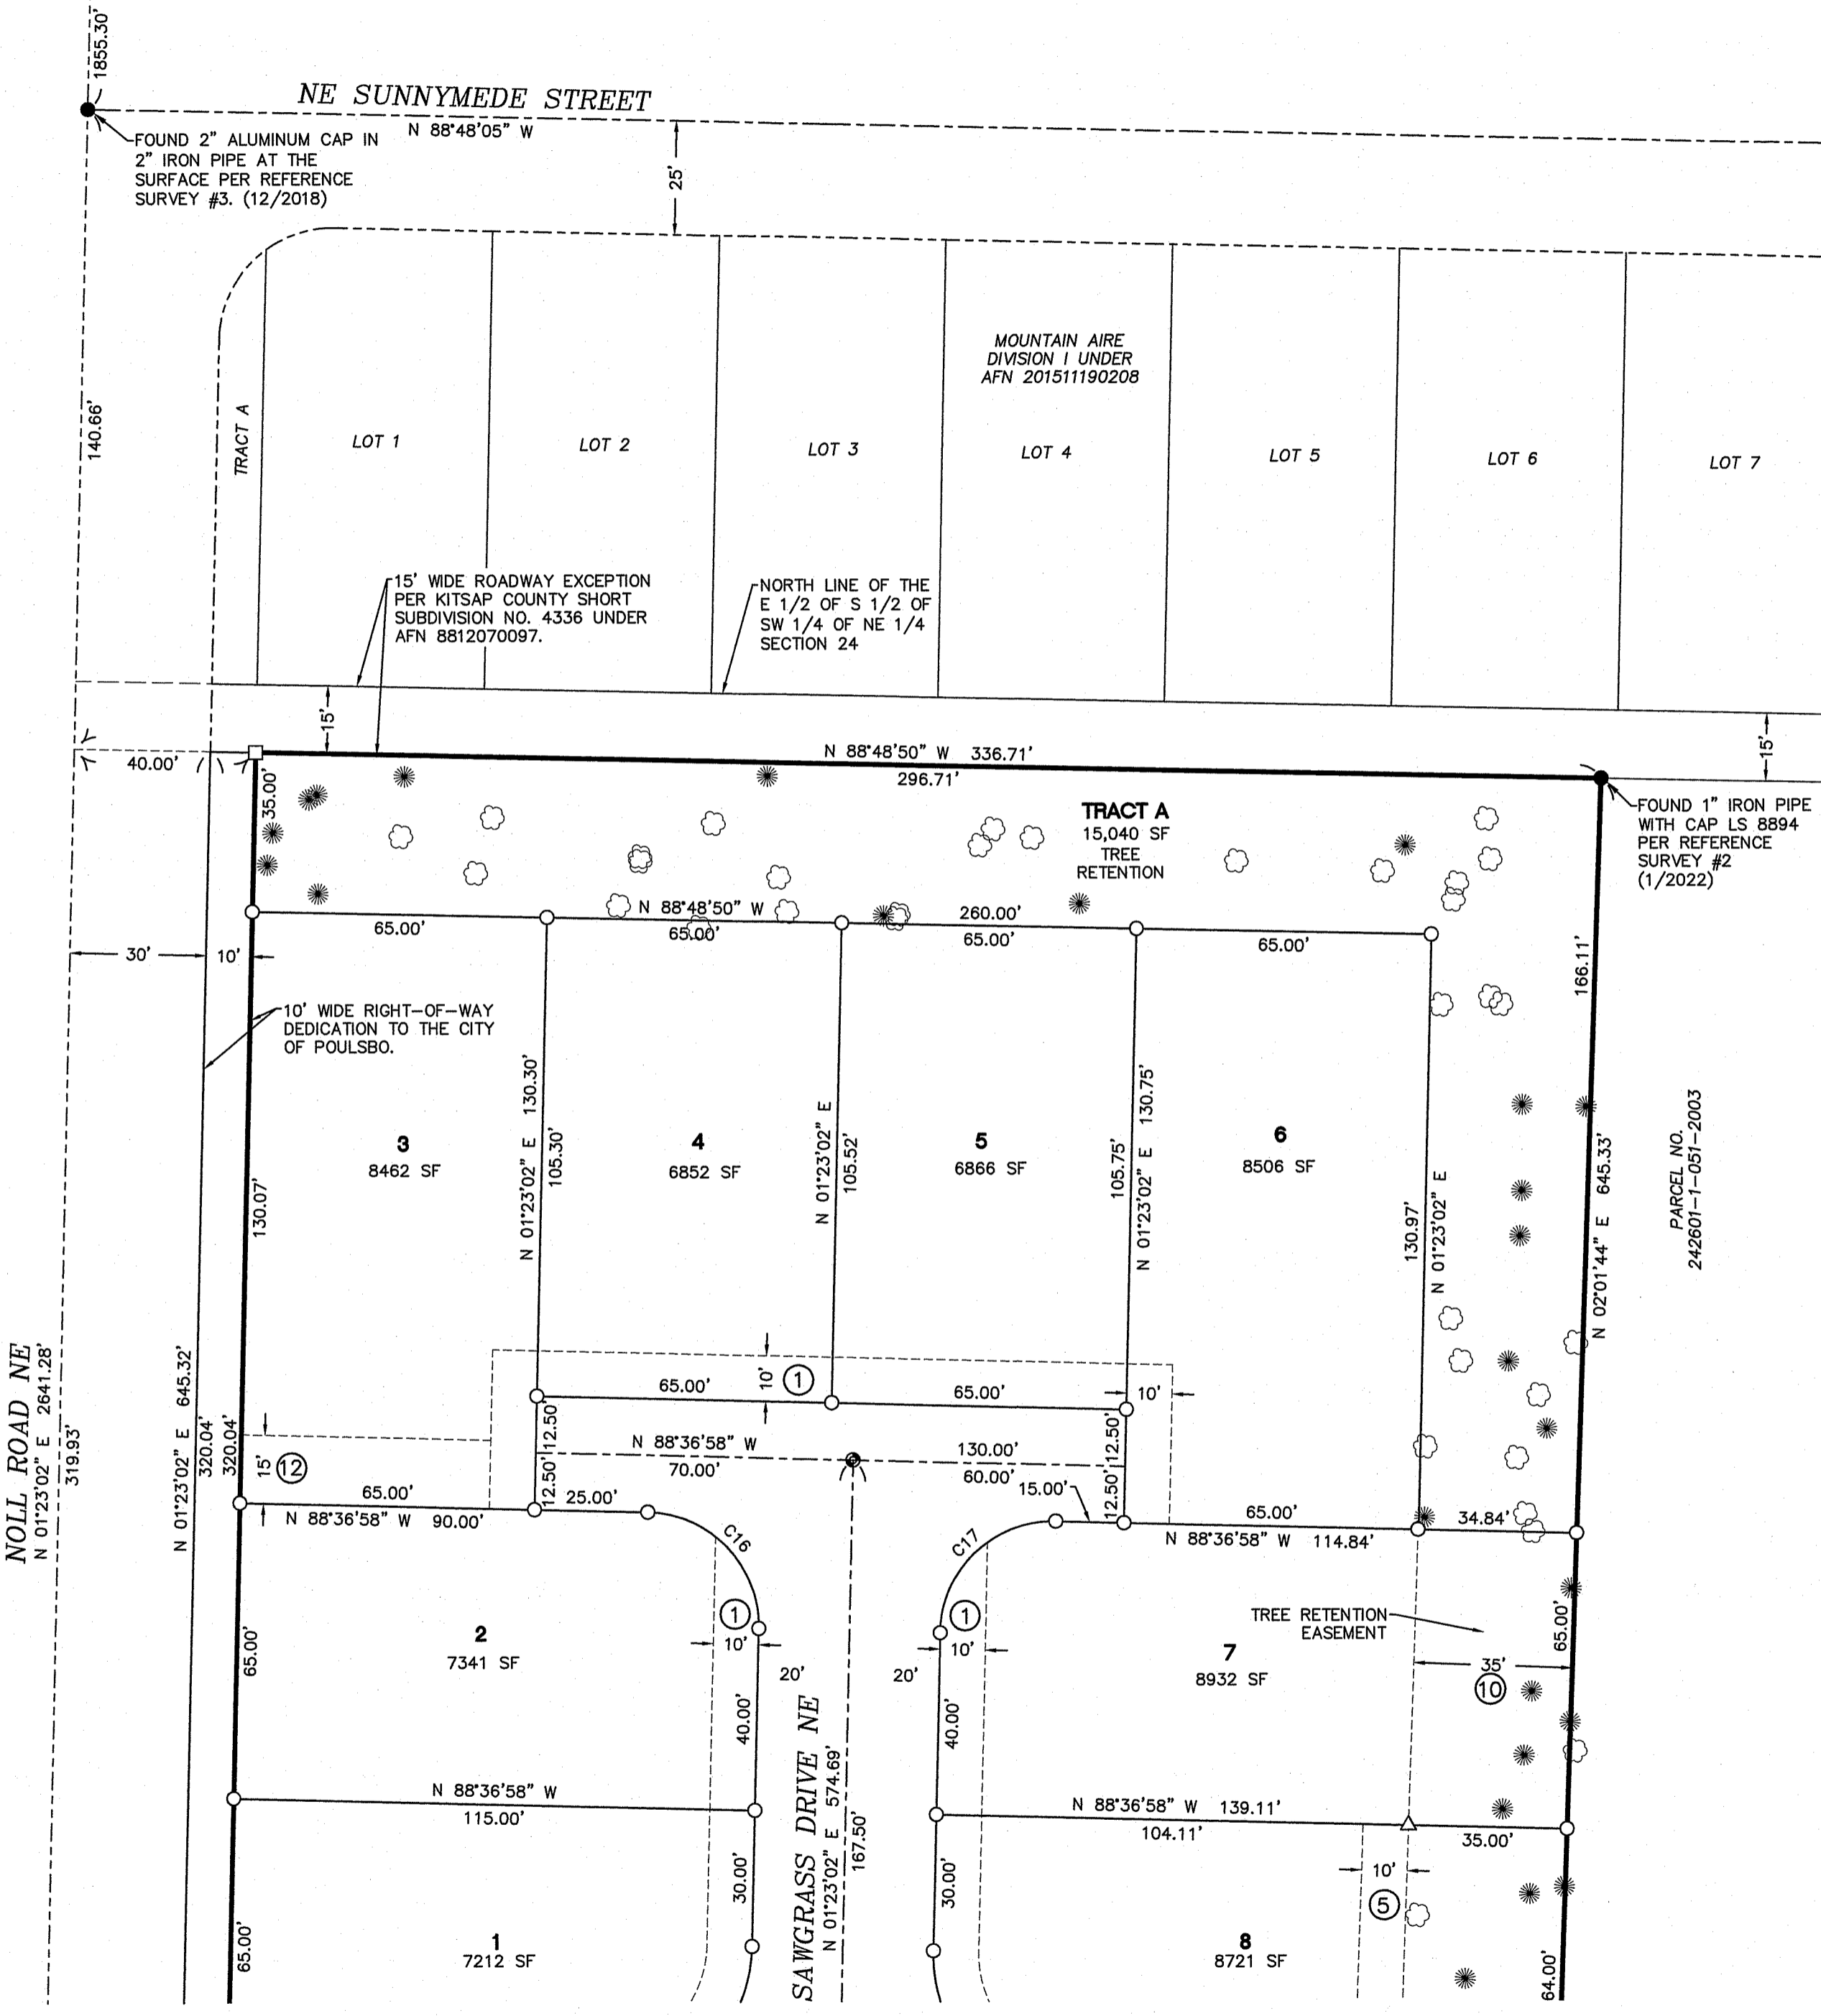 1855.30'
NE SUNNYMEDE STREET
N 88°48'05" W
FOUND 2" ALUMINUM CAP IN
2" IRON PIPE AT THE
SURFACE PER REFERENCE
SURVEY #3. (12/2018)
25'
140.66'
TRACT A
LOT 1
LOT 2
LOT 3
MOUNTAIN AIRE
DIVISION I UNDER
AFN 201511190208
LOT 4
LOT 5
LOT 6
LOT 7
15' WIDE ROADWAY EXCEPTION
PER KITSAP COUNTY SHORT
SUBDIVISION NO. 4336 UNDER
AFN 8812070097.
NORTH LINE OF THE
E 1/2 OF S 1/2 OF
SW 1/4 OF NE 1/4
SECTION 24
15'
15'
40.00'
N 88°48'50" W 336.71'
296.71'
35.00'
TRACT A
15,040 SF
TREE
RETENTION
FOUND 1" IRON PIPE
WITH CAP LS 8894
PER REFERENCE
SURVEY #2
(1/2022)
N 88°48'50" W
260.00'
65.00'
65.00'
65.00'
65.00'
30'
10'
166.11'
10' WIDE RIGHT-OF-WAY
DEDICATION TO THE CITY
OF POULSBO.
N 01°23'02" E 130.30'
105.30'
N 01°23'02" E
105.52'
N 01°23'02" E 130.75'
105.75'
130.97'
N 01°23'02" E
130.07'
3
8462 SF
4
6852 SF
5
6866 SF
6
8506 SF
N 02°01'44" E 645.33'
PARCEL NO.
242601-1-051-2003
NOLL ROAD NE
N 01°23'02" E 2641.28'
319.93'
N 01°23'02" E 645.32'
320.04'
320.04'
65.00'
10'
1
65.00'
10'
15'
12
12.50'
12.50'
N 88°36'58" W
130.00'
70.00'
60.00'
12.50'
12.50'
65.00'
N 88°36'58" W 90.00'
25.00'
15.00'
65.00'
N 88°36'58" W 114.84'
34.84'
C16
C17
2
7341 SF
65.00'
1
10'
20'
40.00'
20'
1
10'
40.00'
7
8932 SF
TREE RETENTION
EASEMENT
35'
10
65.00'
SAWGRASS DRIVE NE
N 01°23'02" E 574.69'
167.50'
N 88°36'58" W
115.00'
N 88°36'58" W 139.11'
104.11'
35.00'
30.00'
30.00'
10'
5
65.00'
1
7212 SF
8
8721 SF
64.00'